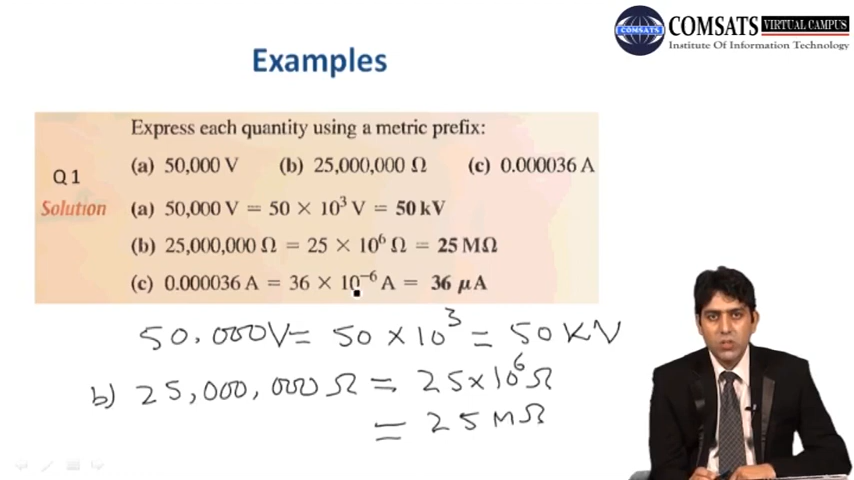 COMSATS
COMSATS VIRTUAL CAMPUS
Institute Of Information Technology
Examples
Express each quantity using a metric prefix:
Q1 (a) 50,000 V (b) 25,000,000 Ω (c) 0.000036 A
Solution (a) 50,000 V = 50 × 10³ V = 50 kV
(b) 25,000,000 Ω = 25 × 10⁶ Ω = 25 MΩ
(c) 0.000036 A = 36 × 10⁻⁶ A = 36 μA
50,000V = 50 × 10³ = 50 KV
b) 25,000,000 Ω = 25×10⁶ Ω
= 25 MΩ